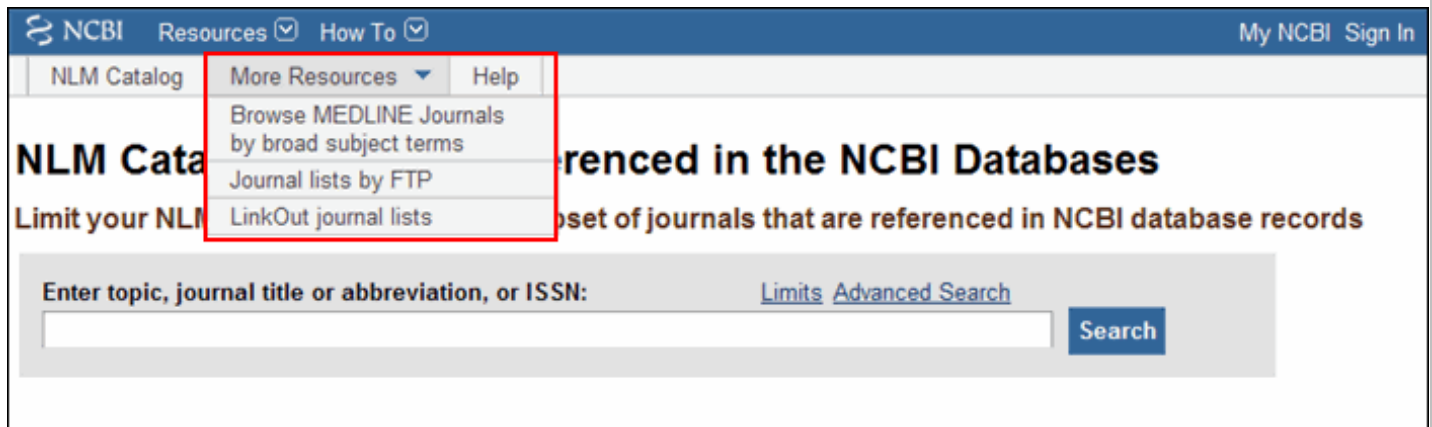 NCBI Resources How To My NCBI Sign In
NLM Catalog More Resources Help
Browse MEDLINE Journals
by broad subject terms
Journal lists by FTP
LinkOut journal lists
NLM Cata renced in the NCBI Databases
Limit your NLM oset of journals that are referenced in NCBI database records
Enter topic, journal title or abbreviation, or ISSN: Limits Advanced Search
Search